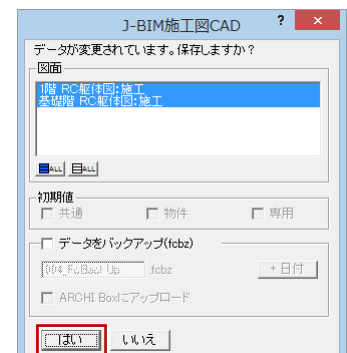 J-BIM施工図CAD ? ×
データが変更されています。保存しますか？
図面
1階 RC躯体図:施工
基礎階 RC躯体図:施工
ALL ALL
初期値
共通 物件 専用
データをバックアップ(fcbz)
fcbz +日付
ARCHI Boxにアップロード
はい いいえ